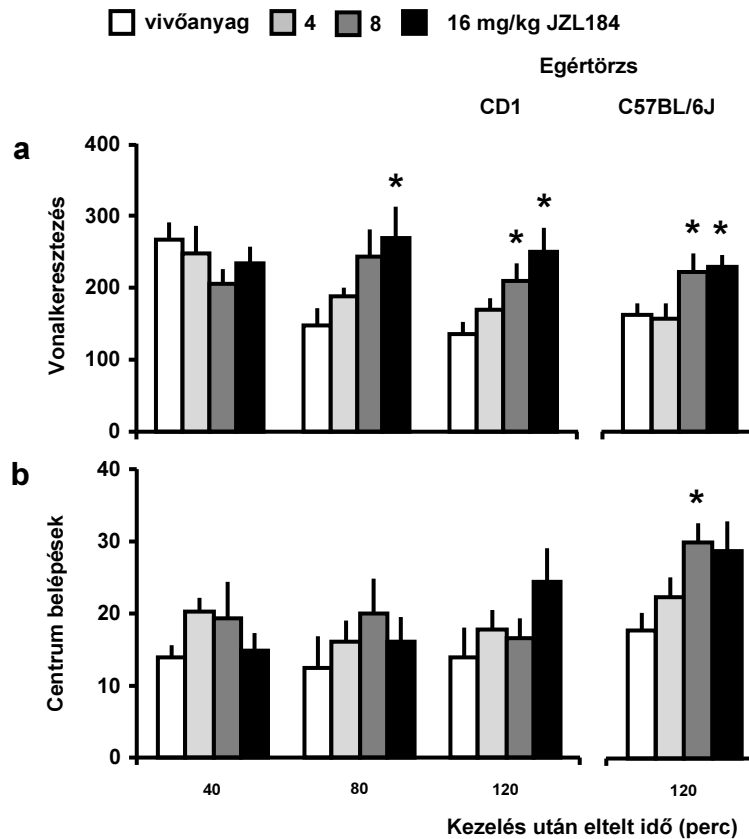 vivőanyag 4 8 16 mg/kg JZL184
Egértörzs
CD1 C57BL/6J
a
400
300
200
100
0
Vonalkeresztezés
* * * * *
b
40
30
20
10
0
Centrum belépések
*
40 80 120 120
Kezelés után eltelt idő (perc)